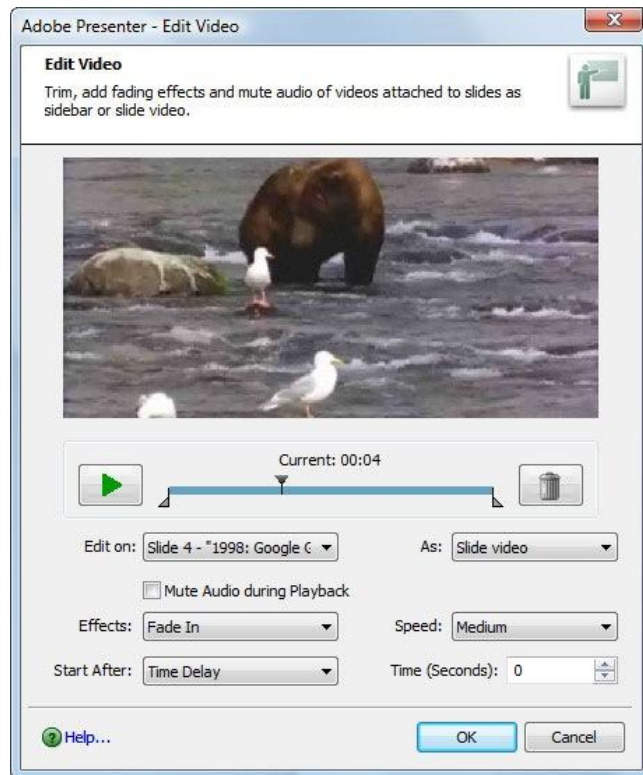 Adobe Presenter - Edit Video
Edit Video
Trim, add fading effects and mute audio of videos attached to slides as
sidebar or slide video.
Current: 00:04
Edit on: Slide 4 - "1998: Google G As: Slide video
Mute Audio during Playback
Effects: Fade In Speed: Medium
Start After: Time Delay Time (Seconds): 0
Help... OK Cancel